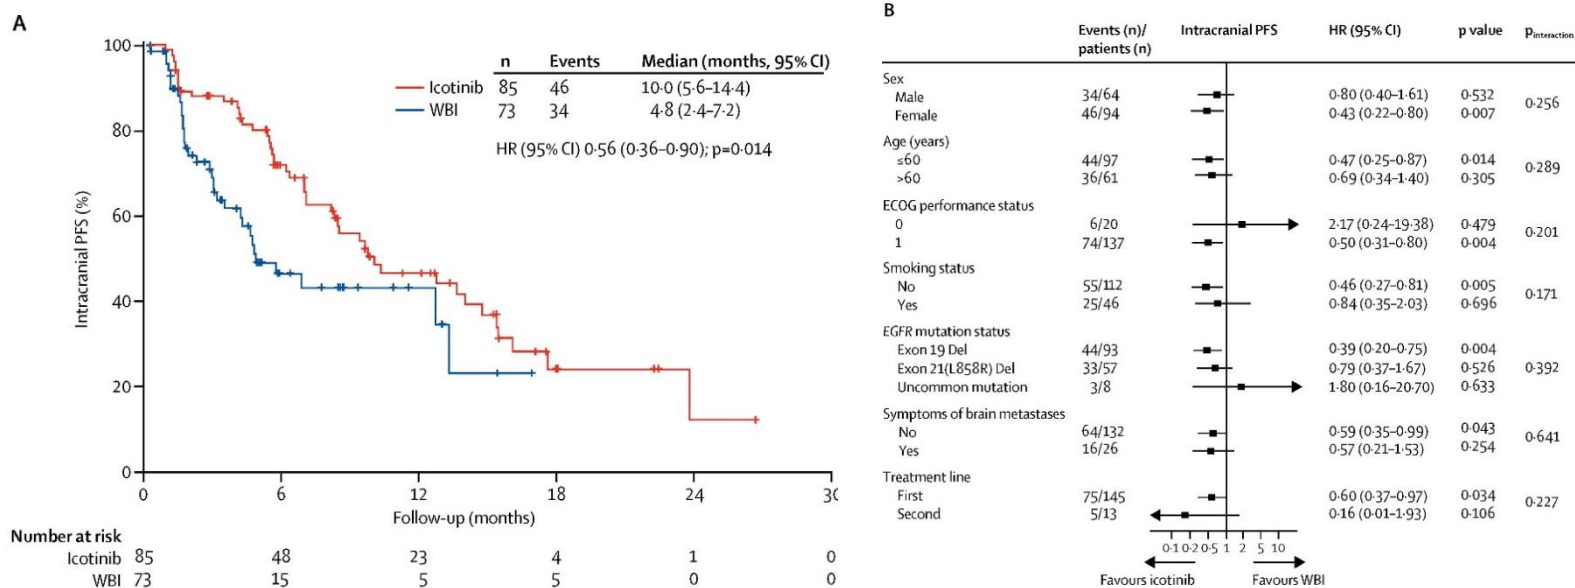 A
100
80
60
40
20
0
Intracranial PFS (%)
n Events Median (months, 95% CI)
Icotinib 85 46 10·0 (5·6–14·4)
WBI 73 34 4·8 (2·4–7·2)
HR (95% CI) 0·56 (0·36–0·90); p=0·014
0 6 12 18 24 30
Follow-up (months)
Number at risk
Icotinib 85 48 23 4 1 0
WBI 73 15 5 5 0 0
B
Events (n)/ patients (n) Intracranial PFS HR (95% CI) p value pinteraction
Sex 0·256
Male 34/64 0·80 (0·40–1·61) 0·532
Female 46/94 0·43 (0·22–0·80) 0·007
Age (years) 0·289
≤60 44/97 0·47 (0·25–0·87) 0·014
>60 36/61 0·69 (0·34–1·40) 0·305
ECOG performance status 0·201
0 6/20 2·17 (0·24–19·38) 0·479
1 74/137 0·50 (0·31–0·80) 0·004
Smoking status 0·171
No 55/112 0·46 (0·27–0·81) 0·005
Yes 25/46 0·84 (0·35–2·03) 0·696
EGFR mutation status 0·392
Exon 19 Del 44/93 0·39 (0·20–0·75) 0·004
Exon 21(L858R) Del 33/57 0·79 (0·37–1·67) 0·526
Uncommon mutation 3/8 1·80 (0·16–20·70) 0·633
Symptoms of brain metastases 0·641
No 64/132 0·59 (0·35–0·99) 0·043
Yes 16/26 0·57 (0·21–1·53) 0·254
Treatment line 0·227
First 75/145 0·60 (0·37–0·97) 0·034
Second 5/13 0·16 (0·01–1·93) 0·106
0·1 0·2 0·5 1 2 5 10
Favours icotinib Favours WBI